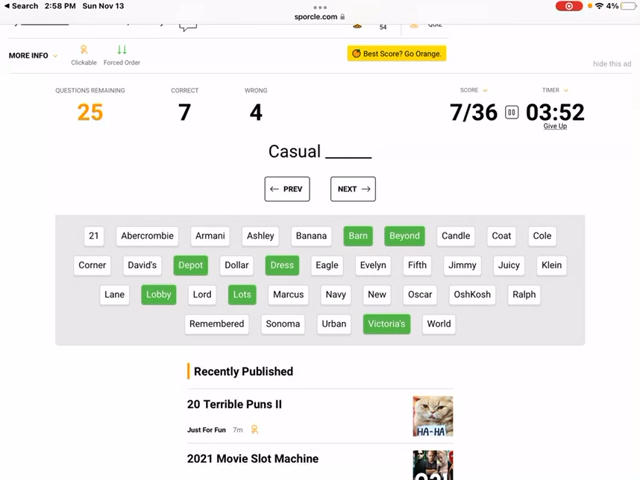 Search 2:58 PM Sun Nov 13
4%
sporcle.com
54
MORE INFO
Clickable
Forced Order
Best Score? Go Orange.
hide this ad
QUESTIONS REMAINING CORRECT WRONG SCORE TIMER
25 7 4 7/36 03:52
Give Up
Casual _____
← PREV NEXT →
21 Abercrombie Armani Ashley Banana Barn Beyond Candle Coat Cole
Corner David's Depot Dollar Dress Eagle Evelyn Fifth Jimmy Juicy Klein
Lane Lobby Lord Lots Marcus Navy New Oscar OshKosh Ralph
Remembered Sonoma Urban Victoria's World
Recently Published
20 Terrible Puns II
Just For Fun 7m
HA-HA
2021 Movie Slot Machine